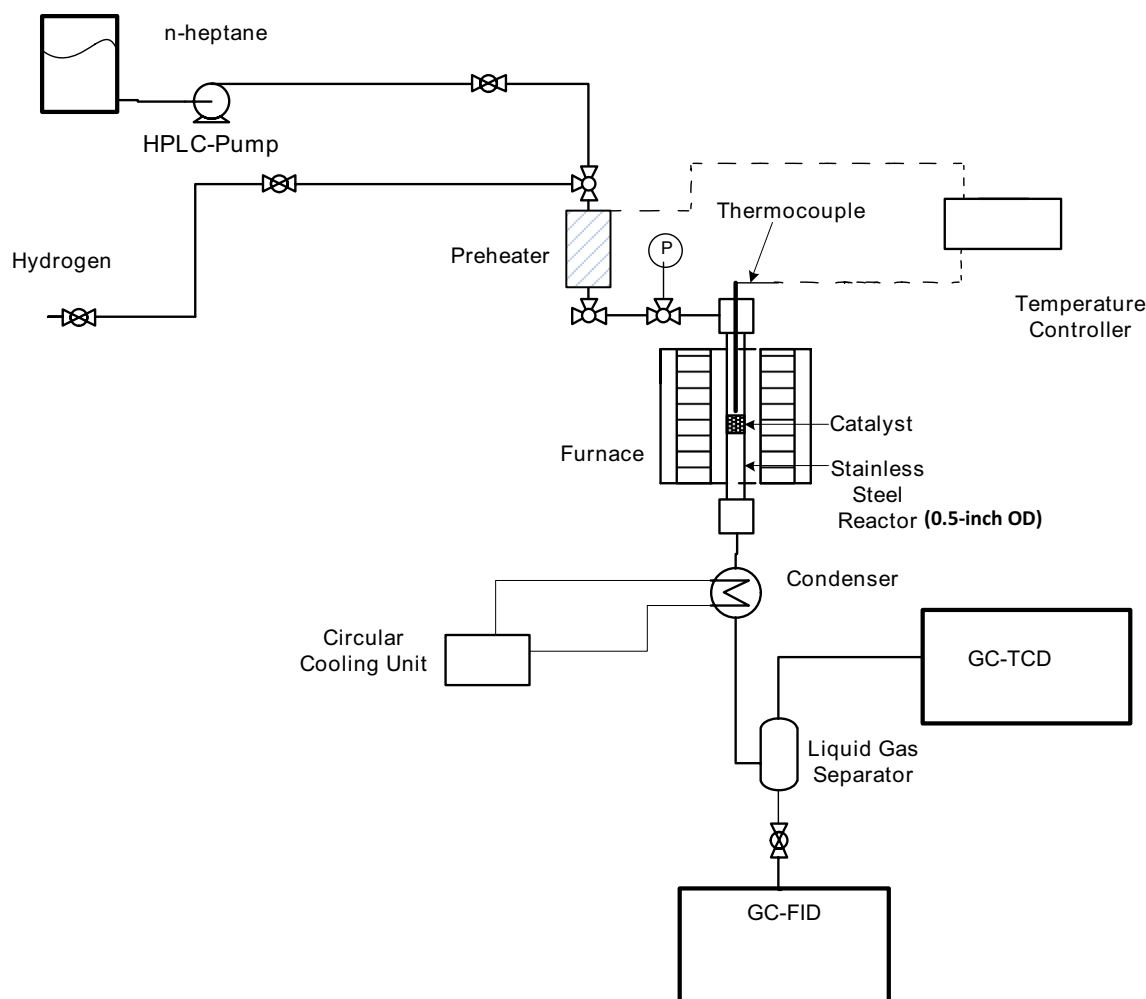 n-heptane
HPLC-Pump
Hydrogen
Preheater
P
Thermocouple
Temperature
Controller
Furnace
Catalyst
Stainless
Steel
Reactor (0.5-inch OD)
Condenser
Circular
Cooling Unit
GC-TCD
Liquid Gas
Separator
GC-FID